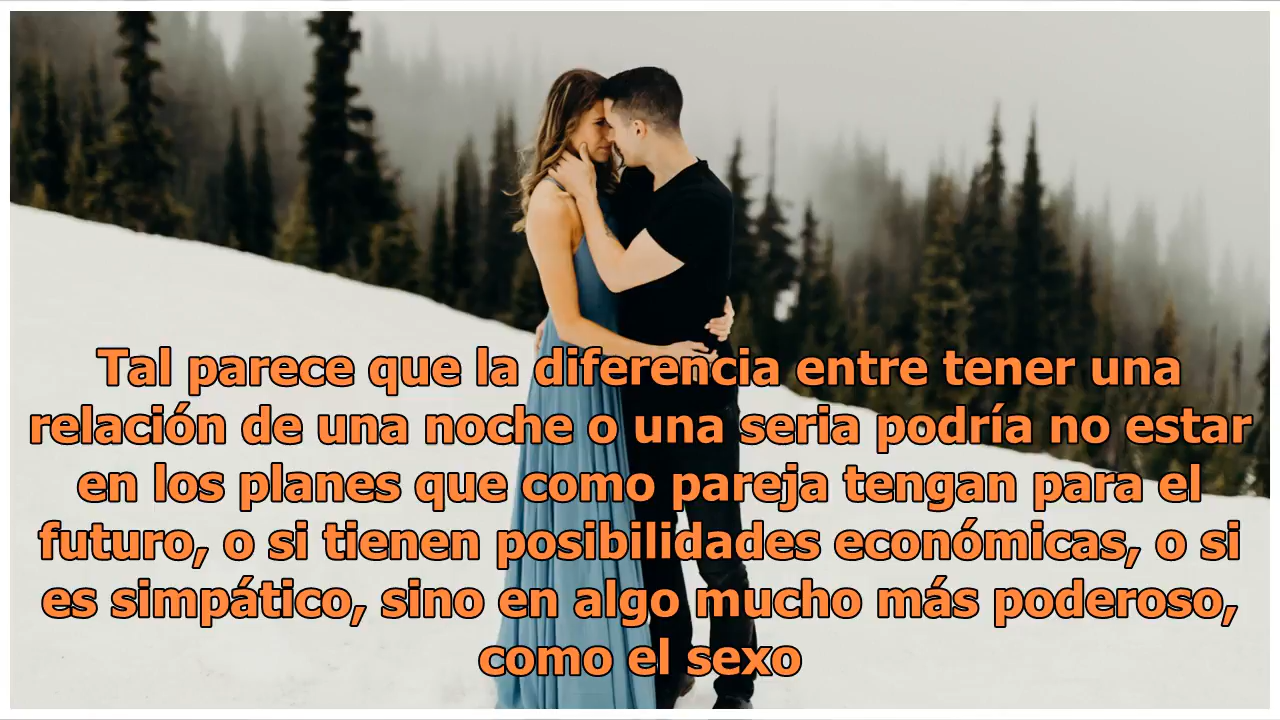 Tal parece que la diferencia entre tener una
relación de una noche o una seria podría no estar
en los planes que como pareja tengan para el
futuro, o si tienen posibilidades económicas, o si
es simpático, sino en algo mucho más poderoso,
como el sexo